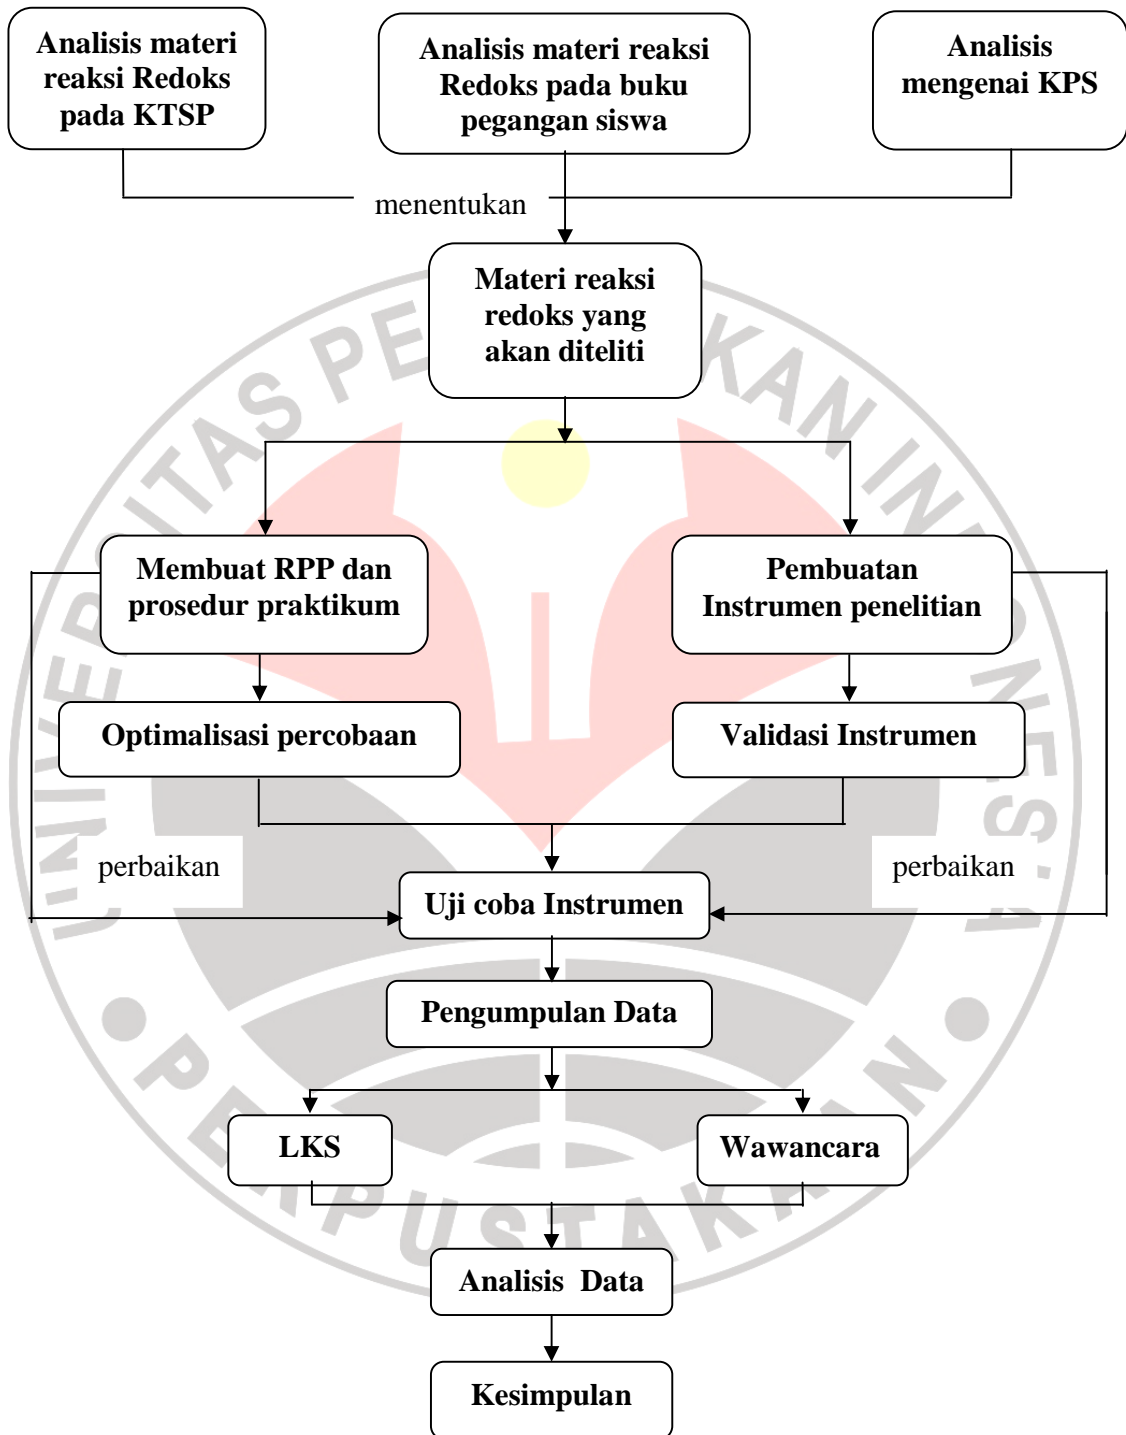 Analisis materi
reaksi Redoks
pada KTSP
Analisis materi reaksi
Redoks pada buku
pegangan siswa
Analisis
mengenai KPS
menentukan
Materi reaksi
redoks yang
akan diteliti
Membuat RPP dan
prosedur praktikum
Pembuatan
Instrumen penelitian
Optimalisasi percobaan
Validasi Instrumen
perbaikan
perbaikan
Uji coba Instrumen
Pengumpulan Data
LKS
Wawancara
Analisis Data
Kesimpulan